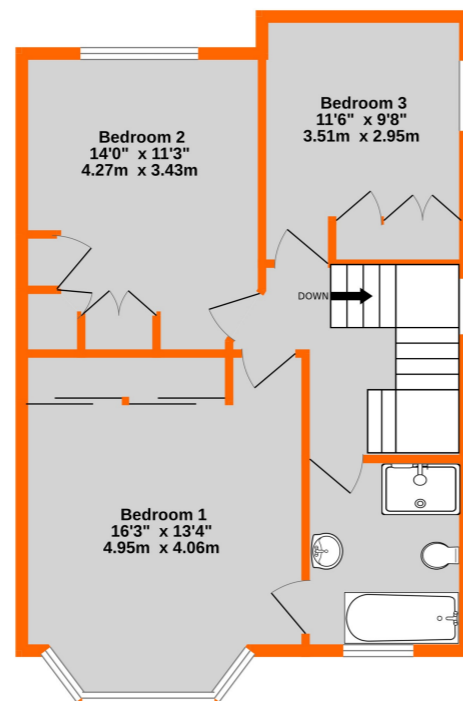 Bedroom 2
14'0" x 11'3"
4.27m x 3.43m
Bedroom 3
11'6" x 9'8"
3.51m x 2.95m
DOWN
Bedroom 1
16'3" x 13'4"
4.95m x 4.06m